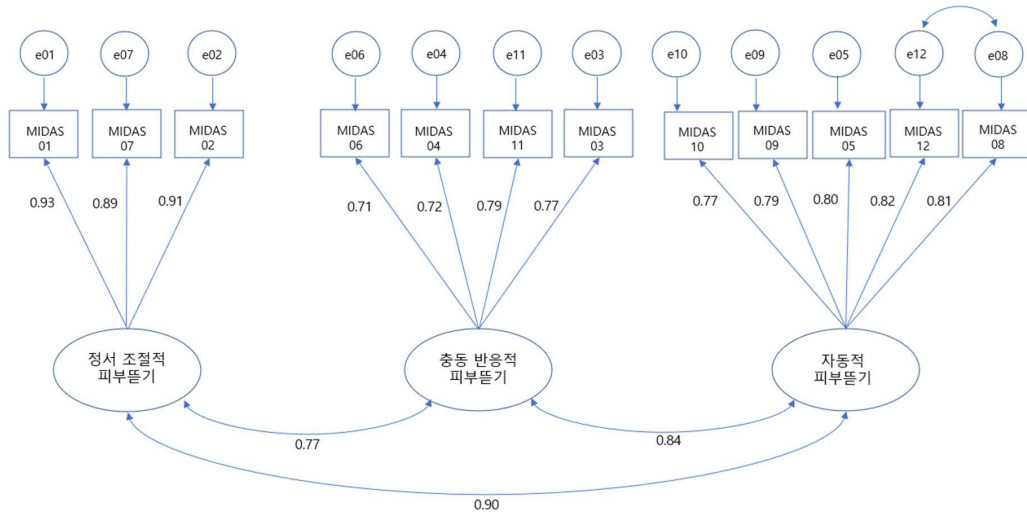 e01
e07
e02
e06
e04
e11
e03
e10
e09
e05
e12
e08
MIDAS
01
MIDAS
07
MIDAS
02
MIDAS
06
MIDAS
04
MIDAS
11
MIDAS
03
MIDAS
10
MIDAS
09
MIDAS
05
MIDAS
12
MIDAS
08
0.93
0.89
0.91
0.71
0.72
0.79
0.77
0.77
0.79
0.80
0.82
0.81
정서 조절적
피부뜯기
충동 반응적
피부뜯기
자동적
피부뜯기
0.77
0.84
0.90